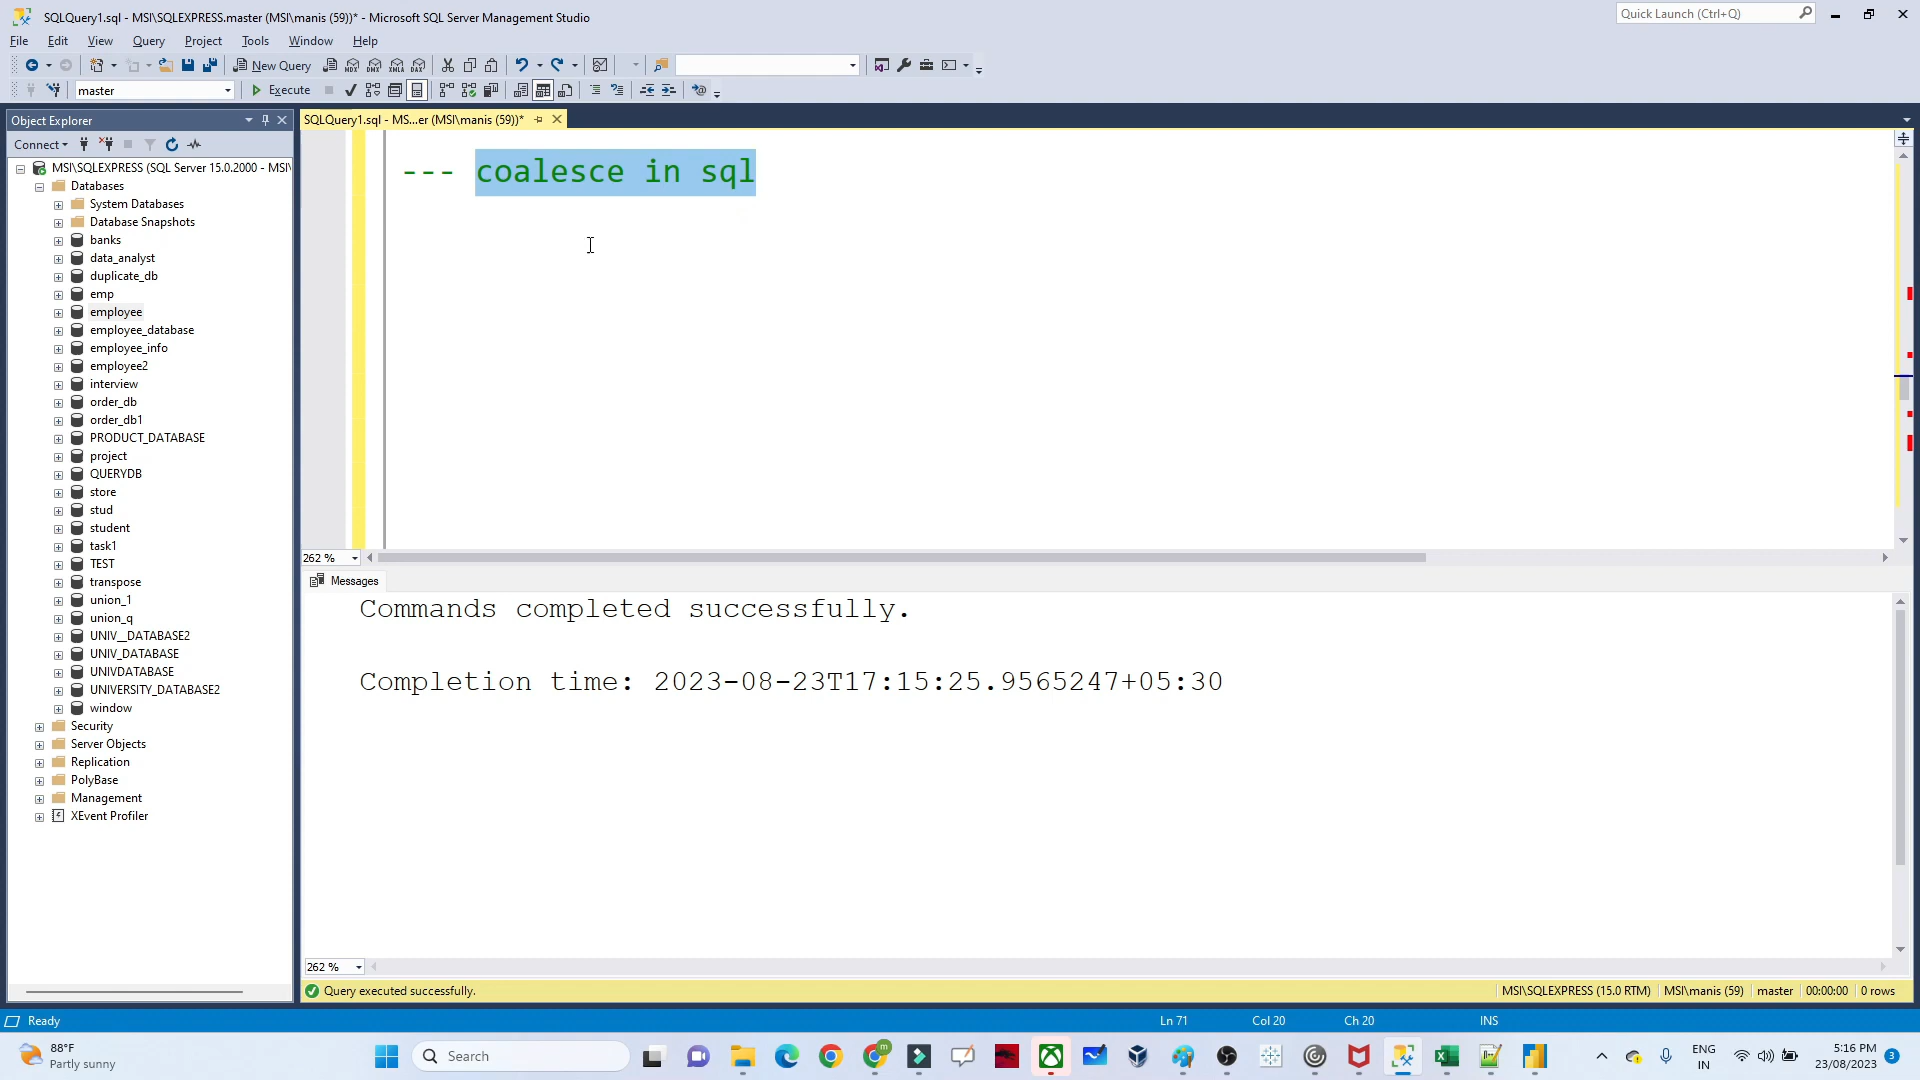 SQLQuery1.sql - MSI\SQLEXPRESS.master (MSI\manis (59))* - Microsoft SQL Server Management Studio
Quick Launch (Ctrl+Q)
File Edit View Query Project Tools Window Help
New Query
MDX DMX XMLA DAX
master
Execute
Object Explorer
SQLQuery1.sql - MS...er (MSI\manis (59))*
Connect
MSI\SQLEXPRESS (SQL Server 15.0.2000 - MSI\
Databases
System Databases
Database Snapshots
banks
data_analyst
duplicate_db
emp
employee
employee_database
employee_info
employee2
interview
order_db
order_db1
PRODUCT_DATABASE
project
QUERYDB
store
stud
student
task1
TEST
transpose
union_1
union_q
UNIV__DATABASE2
UNIV_DATABASE
UNIVDATABASE
UNIVERSITY_DATABASE2
window
Security
Server Objects
Replication
PolyBase
Management
XEvent Profiler
--- coalesce in sql
262 %
Messages
Commands completed successfully.
Completion time: 2023-08-23T17:15:25.9565247+05:30
262 %
Query executed successfully.
MSI\SQLEXPRESS (15.0 RTM) MSI\manis (59) master 00:00:00 0 rows
Ready
Ln 71 Col 20 Ch 20 INS
88°F
Partly sunny
Search
ENG
IN
5:16 PM
23/08/2023
3